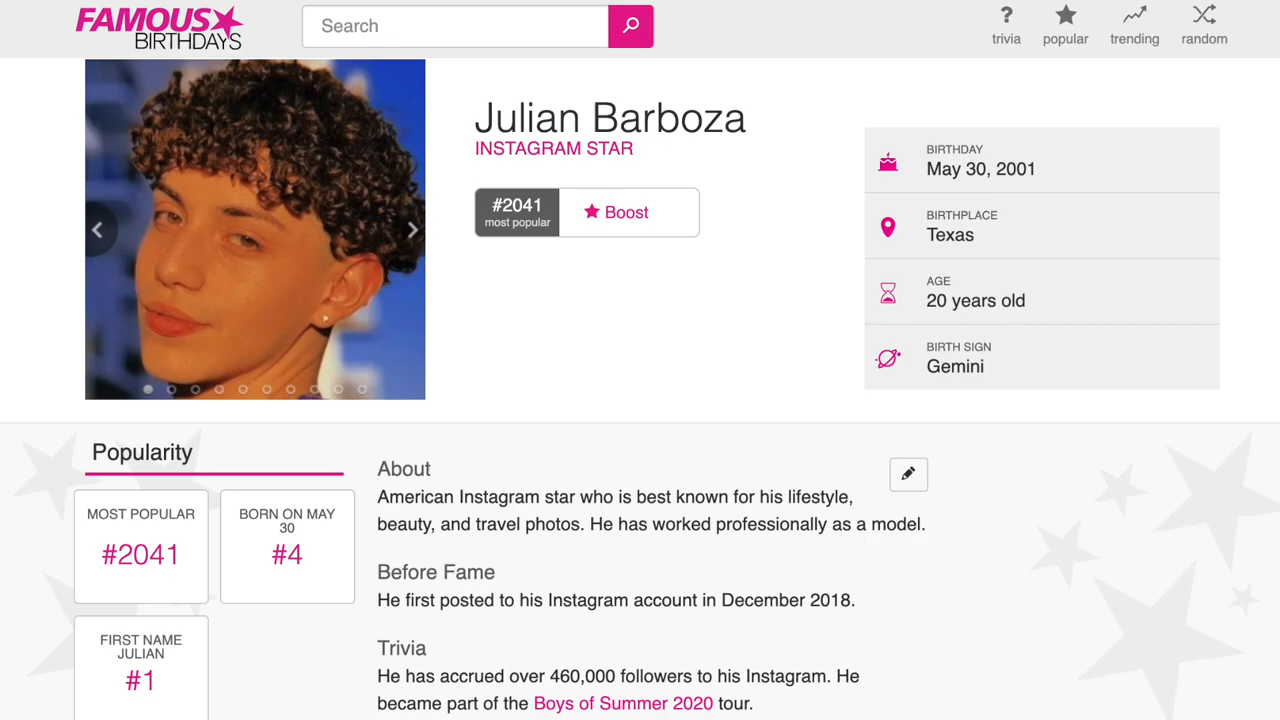 FAMOUS
BIRTHDAYS
Search
? trivia
popular
trending
random
Julian Barboza
INSTAGRAM STAR
#2041
most popular
Boost
BIRTHDAY
May 30, 2001
BIRTHPLACE
Texas
AGE
20 years old
BIRTH SIGN
Gemini
Popularity
MOST POPULAR
#2041
BORN ON MAY
30
#4
FIRST NAME
JULIAN
#1
About
American Instagram star who is best known for his lifestyle,
beauty, and travel photos. He has worked professionally as a model.
Before Fame
He first posted to his Instagram account in December 2018.
Trivia
He has accrued over 460,000 followers to his Instagram. He
became part of the Boys of Summer 2020 tour.